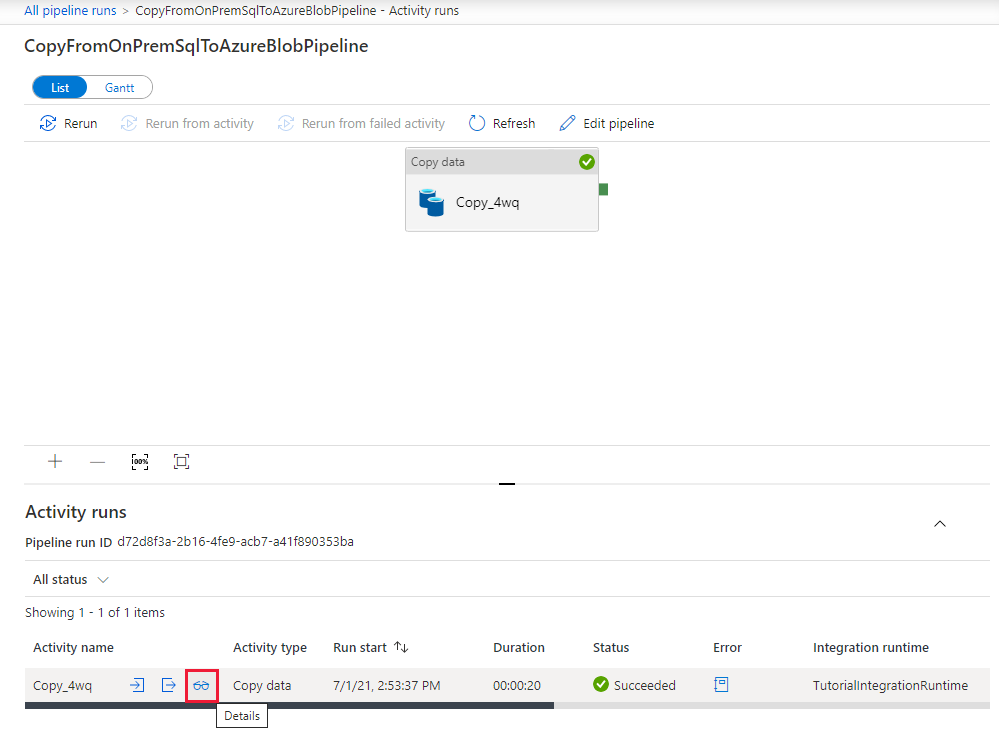 All pipeline runs > CopyFromOnPremSqlToAzureBlobPipeline - Activity runs
CopyFromOnPremSqlToAzureBlobPipeline
List Gantt
Rerun Rerun from activity Rerun from failed activity Refresh Edit pipeline
Copy data
Copy_4wq
100%
Activity runs
Pipeline run ID d72d8f3a-2b16-4fe9-acb7-a41f890353ba
All status
Showing 1 - 1 of 1 items
Activity name Activity type Run start Duration Status Error Integration runtime
Copy_4wq Copy data 7/1/21, 2:53:37 PM 00:00:20 Succeeded TutorialIntegrationRuntime
Details